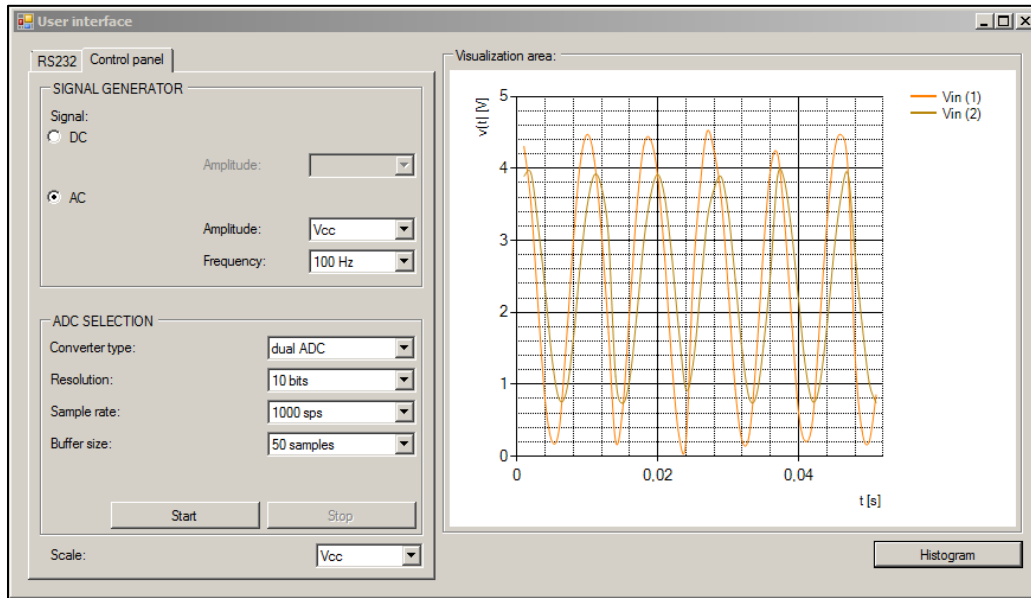 User interface
RS232 Control panel
SIGNAL GENERATOR
Signal:
DC
Amplitude:
AC
Amplitude: Vcc
Frequency: 100 Hz
ADC SELECTION
Converter type: dual ADC
Resolution: 10 bits
Sample rate: 1000 sps
Buffer size: 50 samples
Start Stop
Scale: Vcc
Visualization area:
v(t) [V]
5
4
3
2
1
0
0 0,02 0,04
t [s]
Vin (1)
Vin (2)
Histogram